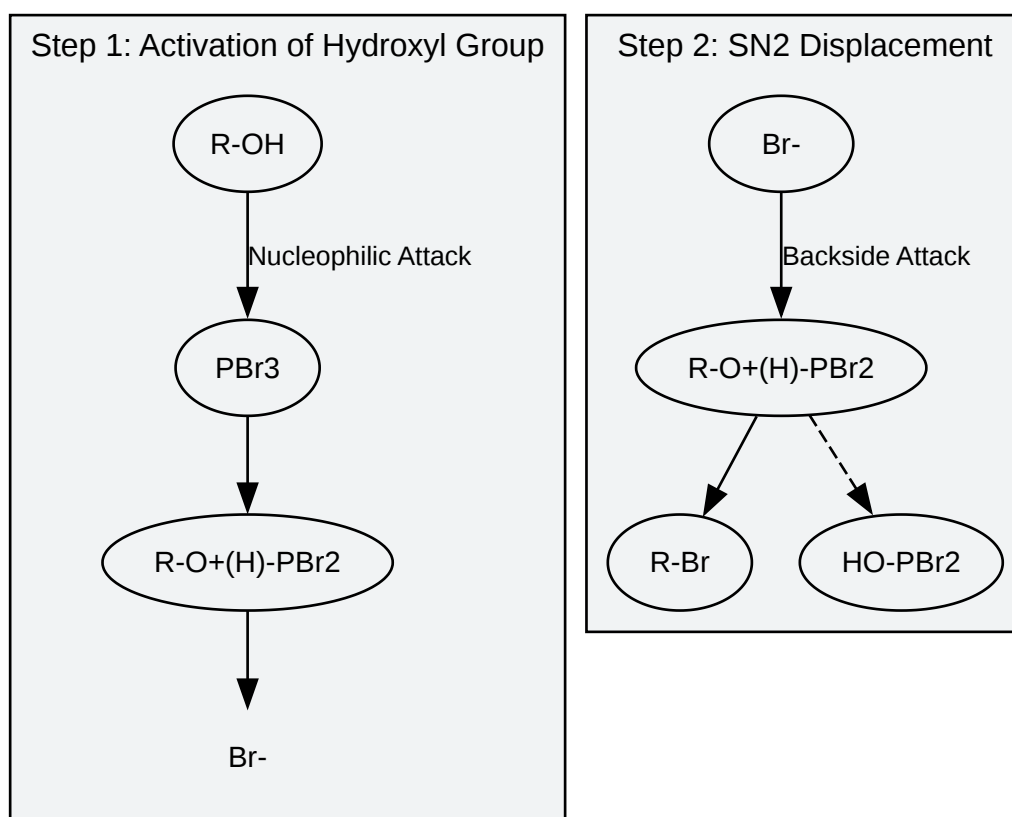 Step 1: Activation of Hydroxyl Group
R-OH
Nucleophilic Attack
PBr3
R-O+(H)-PBr2
Br-
Step 2: SN2 Displacement
Br-
Backside Attack
R-O+(H)-PBr2
R-Br
HO-PBr2